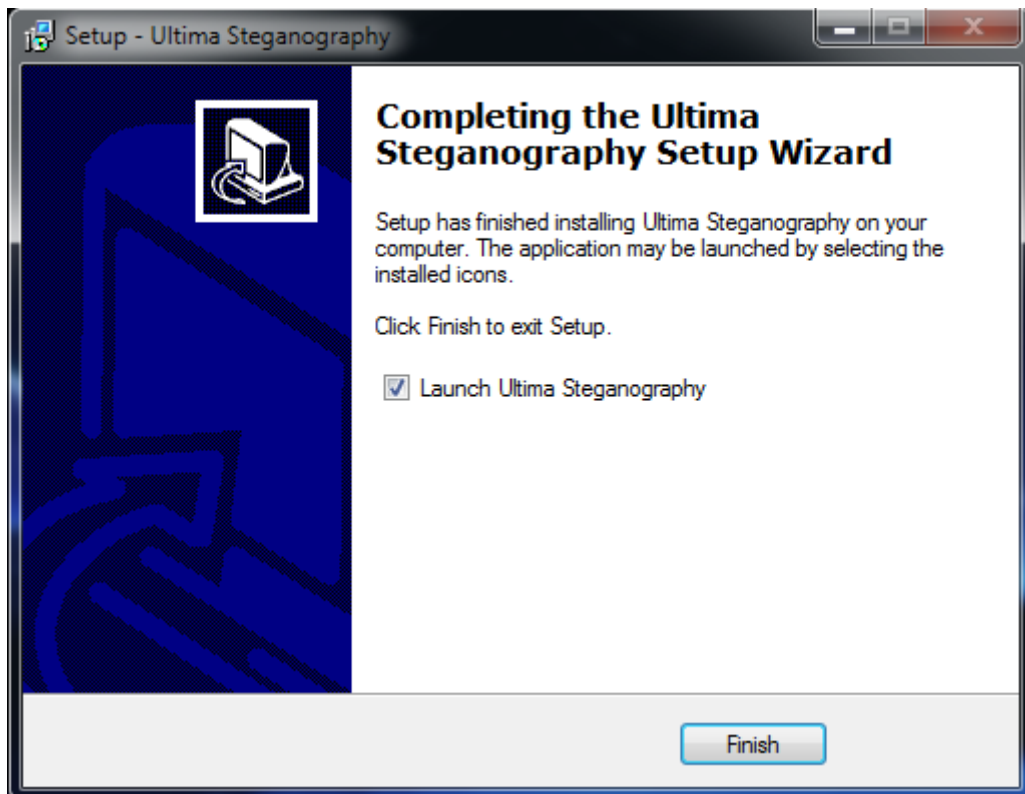 Setup - Ultima Steganography
Completing the Ultima
Steganography Setup Wizard
Setup has finished installing Ultima Steganography on your
computer. The application may be launched by selecting the
installed icons.
Click Finish to exit Setup.
Launch Ultima Steganography
Finish